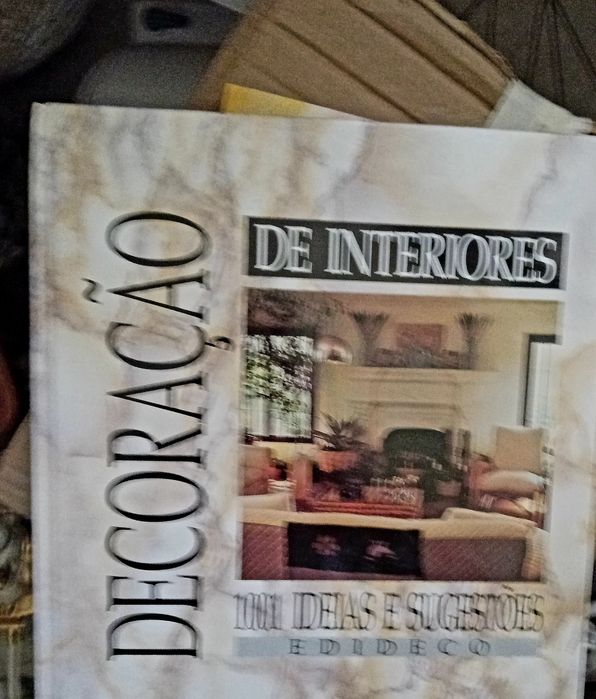 DECORAÇÃO
DE INTERIORES
1001 IDEIAS E SUGESTÕES
EDIDECO